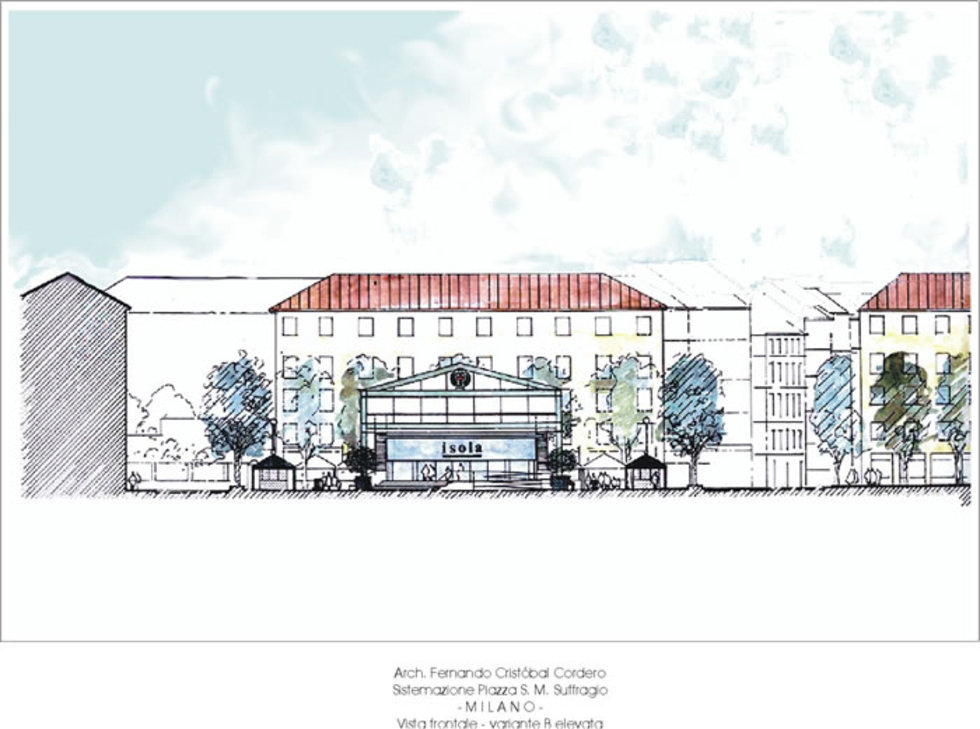 isola
Arch. Fernando Cristóbal Cordero
Sistemazione Piazza S. M. Suffragio
- M I L A N O -
Vista frontale - variante B elevata